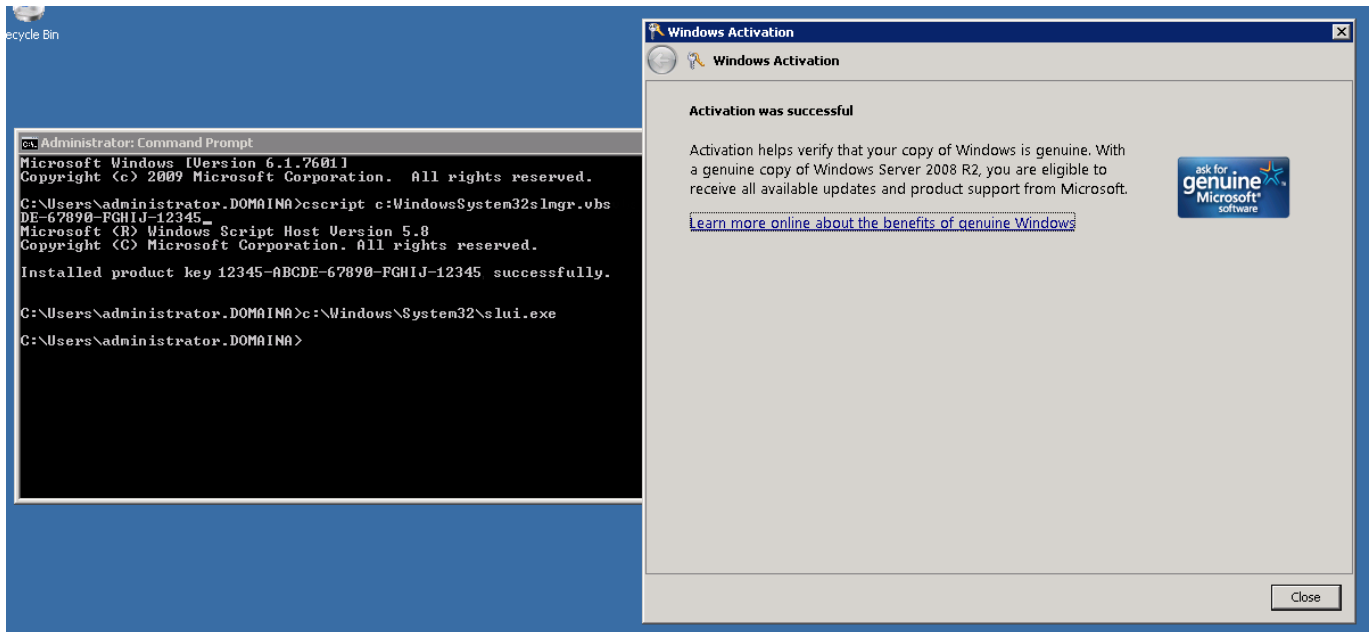 ecycle Bin
Administrator: Command Prompt
Microsoft Windows [Version 6.1.7601]
Copyright (c) 2009 Microsoft Corporation.  All rights reserved.
C:\Users\administrator.DOMAINA>cscript c:WindowsSystem32slmgr.vbs
DE-67890-FGHIJ-12345_
Microsoft (R) Windows Script Host Version 5.8
Copyright (C) Microsoft Corporation. All rights reserved.
Installed product key 12345-ABCDE-67890-FGHIJ-12345 successfully.
C:\Users\administrator.DOMAINA>c:\Windows\System32\slui.exe
C:\Users\administrator.DOMAINA>
Windows Activation
Windows Activation
Activation was successful
Activation helps verify that your copy of Windows is genuine. With
a genuine copy of Windows Server 2008 R2, you are eligible to
receive all available updates and product support from Microsoft.
Learn more online about the benefits of genuine Windows
ask for
genuine
Microsoft®
software
Close